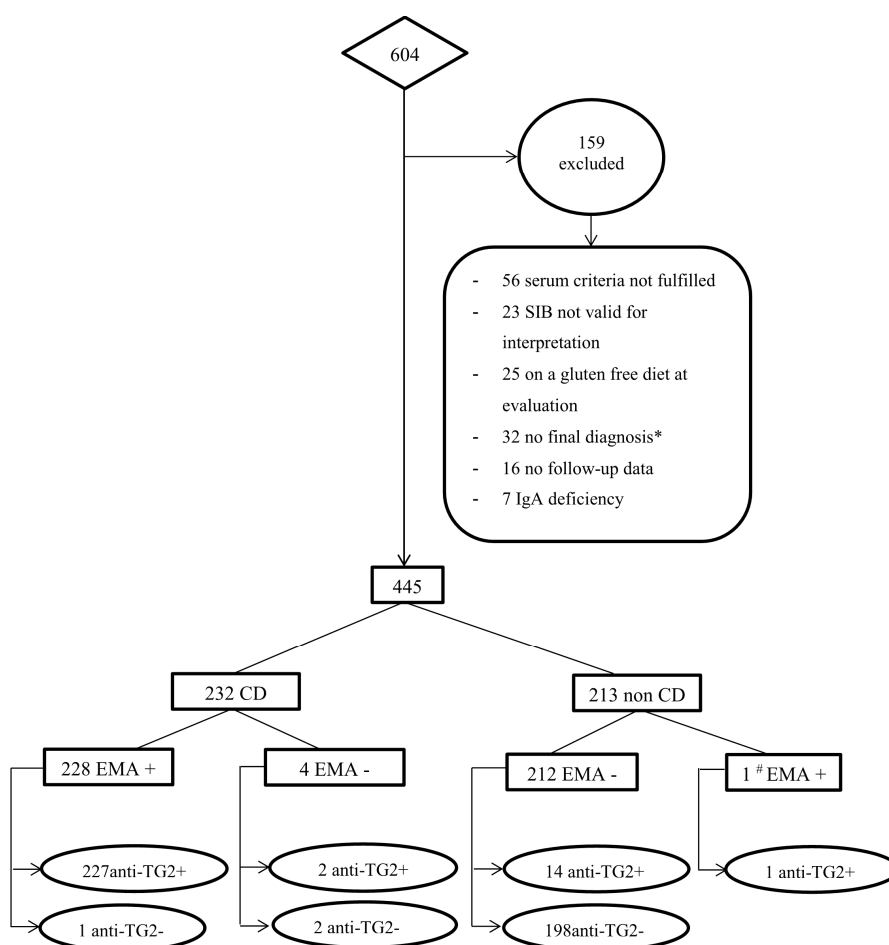 604
159
excluded
- 56 serum criteria not fulfilled
- 23 SIB not valid for
interpretation
- 25 on a gluten free diet at
evaluation
- 32 no final diagnosis*
- 16 no follow-up data
- 7 IgA deficiency
445
232 CD
213 non CD
228 EMA +
4 EMA -
212 EMA -
1 # EMA +
227anti-TG2+
2 anti-TG2+
14 anti-TG2+
1 anti-TG2+
1 anti-TG2-
2 anti-TG2-
198anti-TG2-